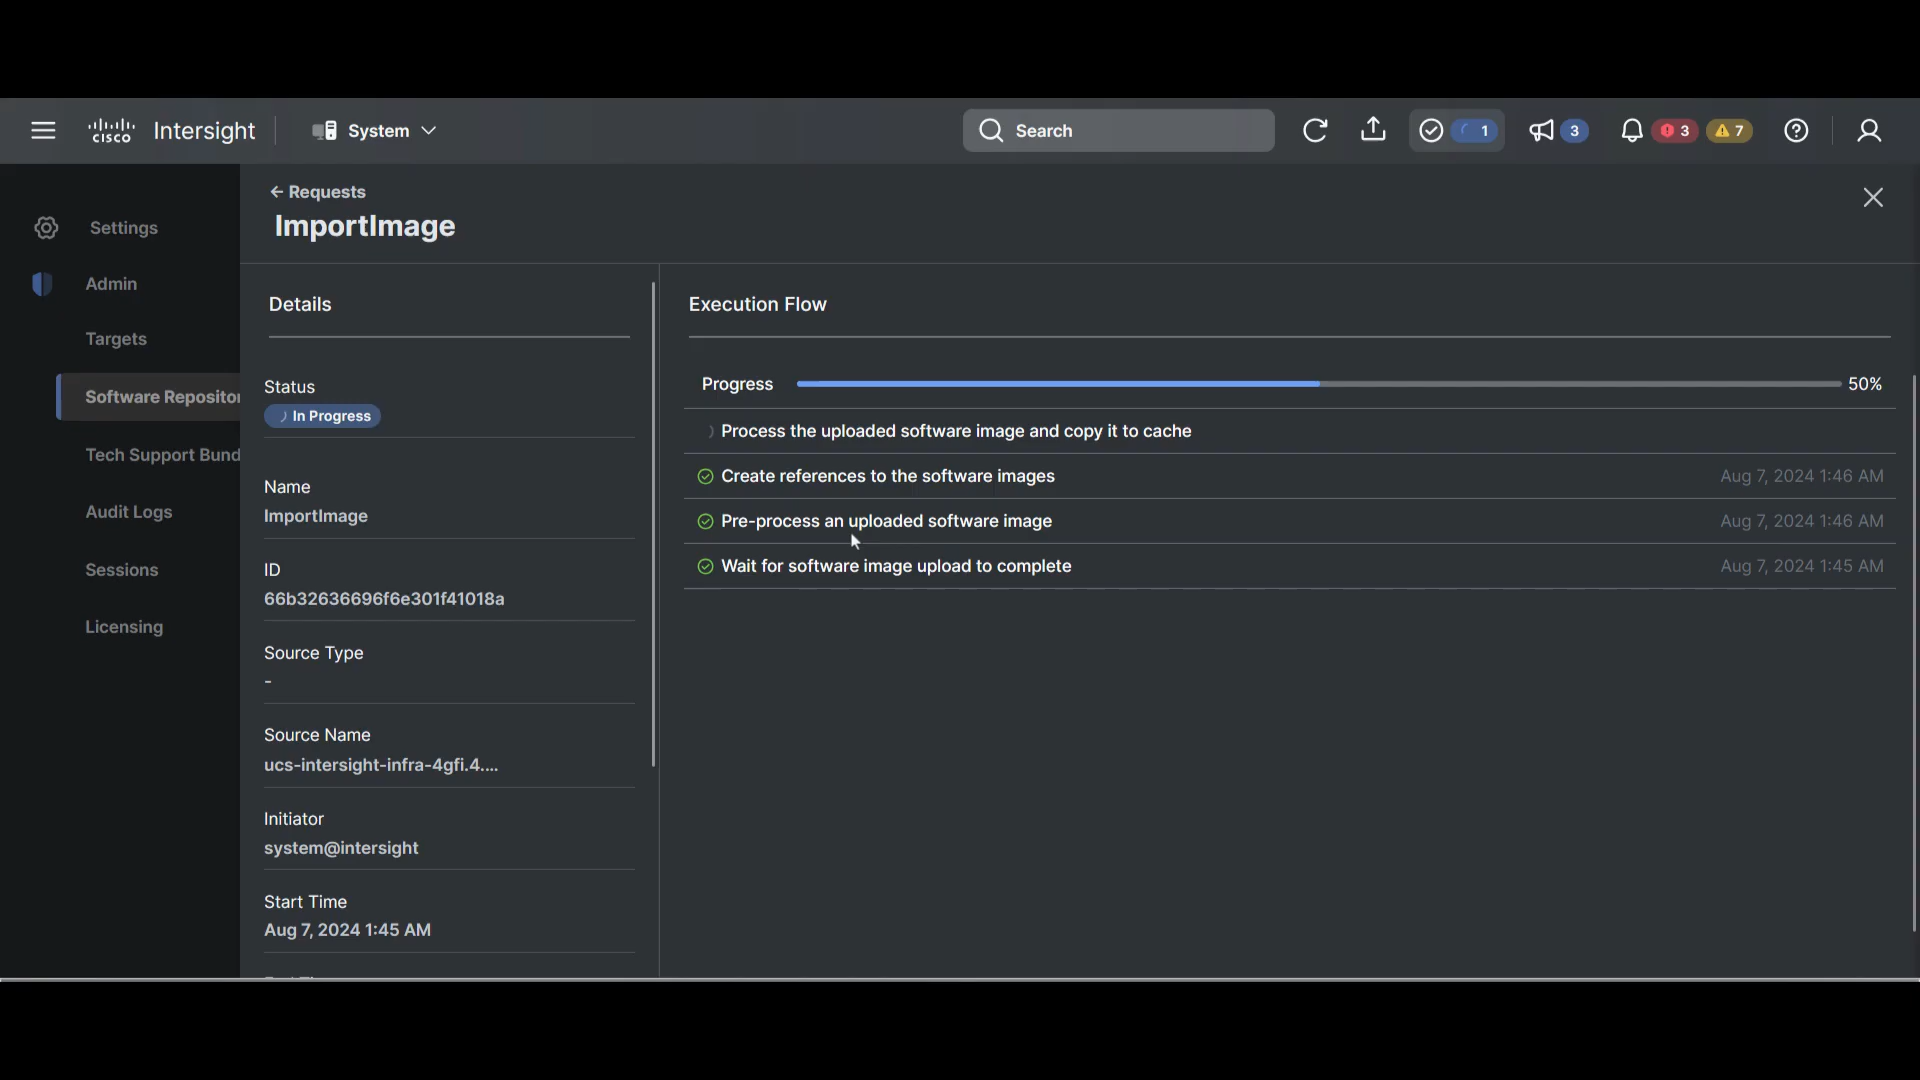 CISCO Intersight System Search 1 3 3 7
Settings
Admin
Targets
Software Repositor
Tech Support Bund
Audit Logs
Sessions
Licensing
← Requests
ImportImage
Details
Status
In Progress
Name
ImportImage
ID
66b32636696f6e301f41018a
Source Type
-
Source Name
ucs-intersight-infra-4gfi.4....
Initiator
system@intersight
Start Time
Aug 7, 2024 1:45 AM
Execution Flow
Progress 50%
Process the uploaded software image and copy it to cache
Create references to the software images Aug 7, 2024 1:46 AM
Pre-process an uploaded software image Aug 7, 2024 1:46 AM
Wait for software image upload to complete Aug 7, 2024 1:45 AM